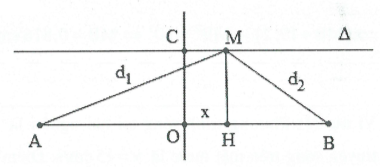 C M Δ
d₁ d₂
x
A O H B